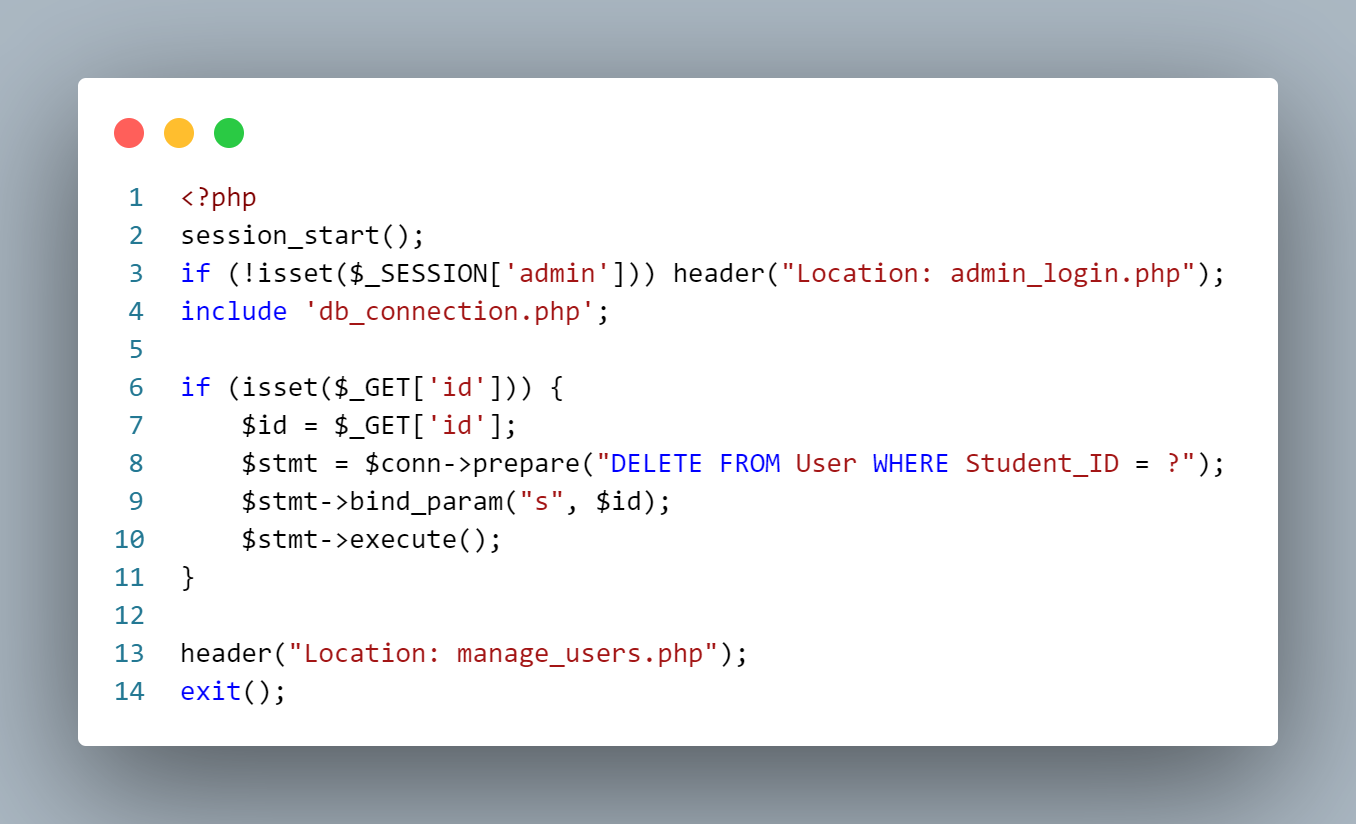 1 <?php
2 session_start();
3 if (!isset($_SESSION['admin'])) header("Location: admin_login.php");
4 include 'db_connection.php';
5
6 if (isset($_GET['id'])) {
7     $id = $_GET['id'];
8     $stmt = $conn->prepare("DELETE FROM User WHERE Student_ID = ?");
9     $stmt->bind_param("s", $id);
10     $stmt->execute();
11 }
12
13 header("Location: manage_users.php");
14 exit();